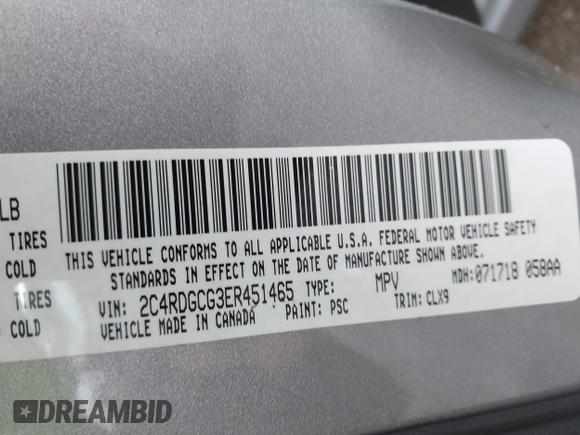 LB
TIRES
COLD
TIRES
COLD
THIS VEHICLE CONFORMS TO ALL APPLICABLE U.S.A. FEDERAL MOTOR VEHICLE SAFETY
STANDARDS IN EFFECT ON THE DATE OF MANUFACTURE SHOWN ABOVE.
VIN: 2C4RDGCG3ER451465 TYPE: MPV MDH:071718 058AA
VEHICLE MADE IN CANADA PAINT: PSC TRIM: CLX9
DREAMBID